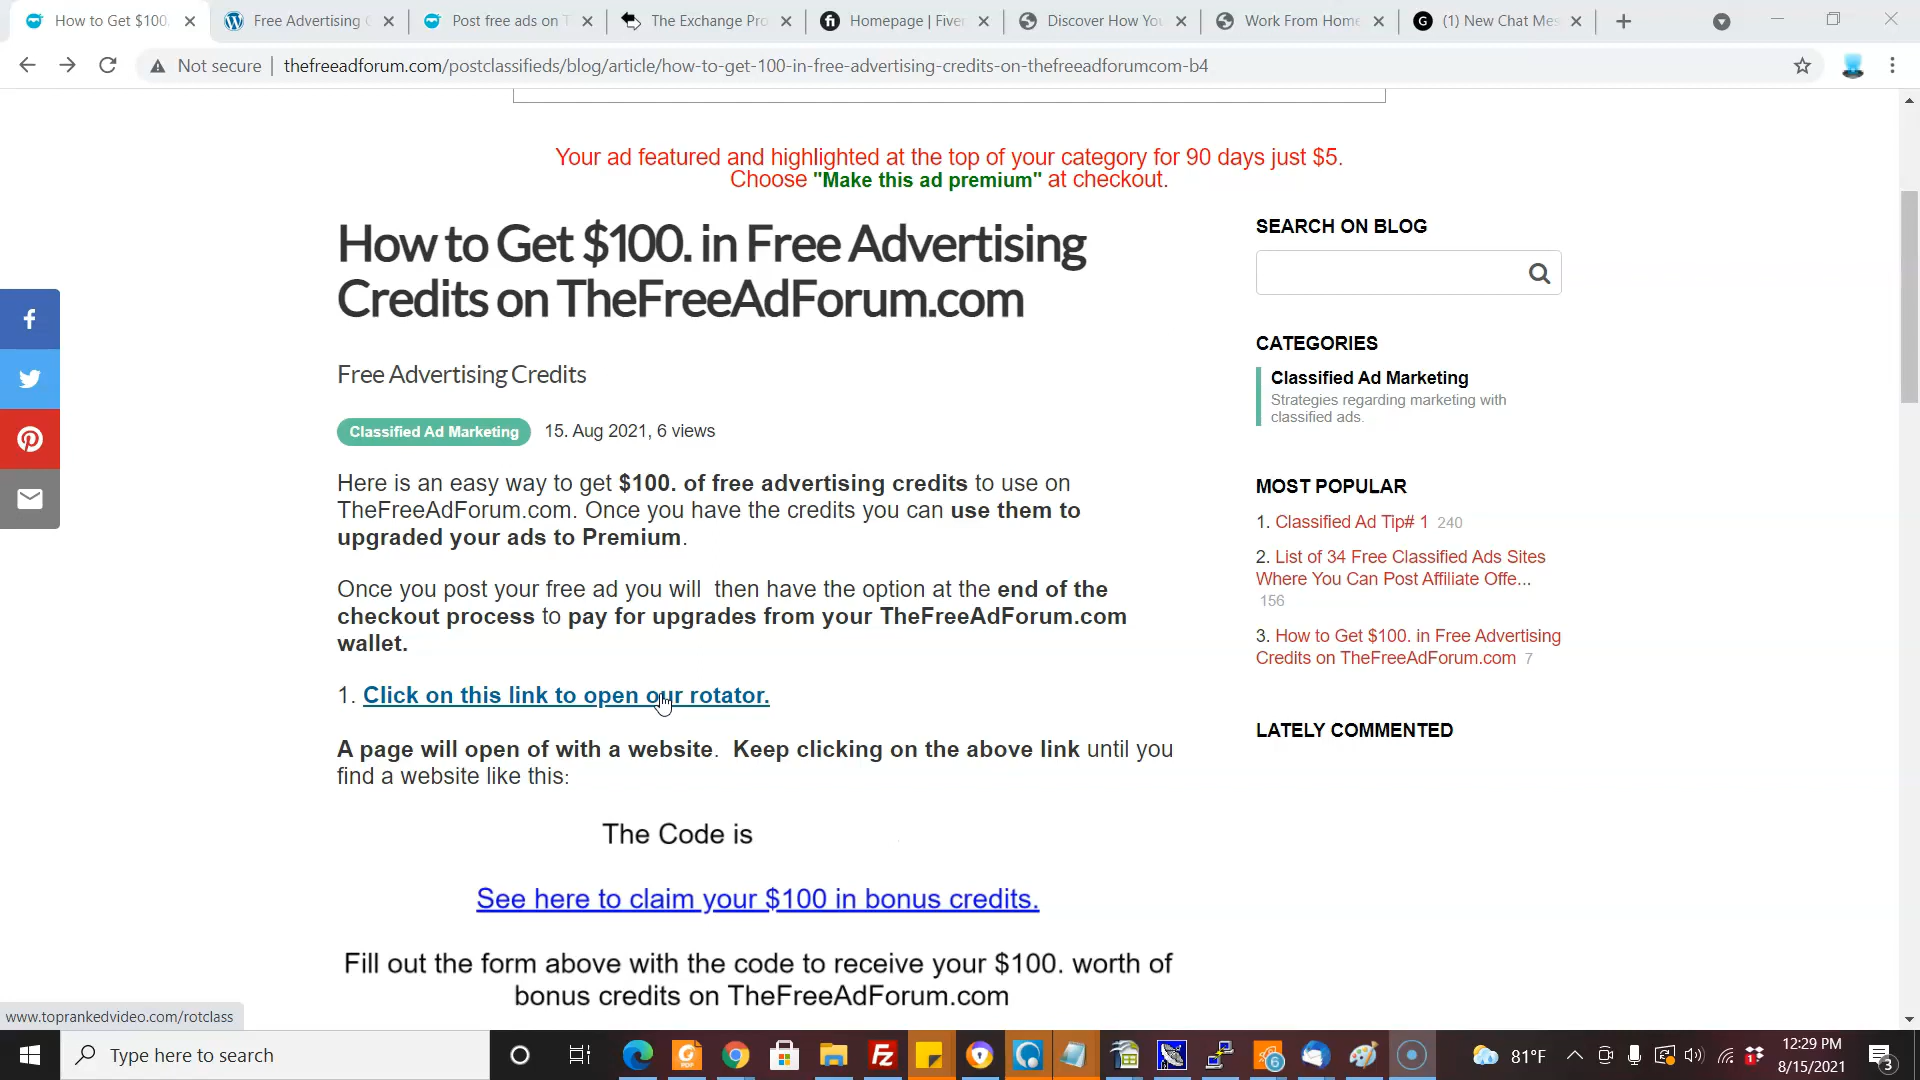 How to Get $100.
Free Advertising C
Post free ads on T
The Exchange Pro
Homepage | Fiver
Discover How You
Work From Home
(1) New Chat Mes
Not secure
thefreeadforum.com/postclassifieds/blog/article/how-to-get-100-in-free-advertising-credits-on-thefreeadforumcom-b4
Your ad featured and highlighted at the top of your category for 90 days just $5.
Choose "Make this ad premium" at checkout.
How to Get $100. in Free Advertising
Credits on TheFreeAdForum.com
Free Advertising Credits
Classified Ad Marketing 15. Aug 2021, 6 views
Here is an easy way to get $100. of free advertising credits to use on
TheFreeAdForum.com. Once you have the credits you can use them to
upgraded your ads to Premium.
Once you post your free ad you will then have the option at the end of the
checkout process to pay for upgrades from your TheFreeAdForum.com
wallet.
1. Click on this link to open our rotator.
A page will open of with a website. Keep clicking on the above link until you
find a website like this:
The Code is
See here to claim your $100 in bonus credits.
Fill out the form above with the code to receive your $100. worth of
bonus credits on TheFreeAdForum.com
SEARCH ON BLOG
CATEGORIES
Classified Ad Marketing
Strategies regarding marketing with
classified ads.
MOST POPULAR
1. Classified Ad Tip# 1 240
2. List of 34 Free Classified Ads Sites
Where You Can Post Affiliate Offe...
156
3. How to Get $100. in Free Advertising
Credits on TheFreeAdForum.com 7
LATELY COMMENTED
www.toprankedvideo.com/rotclass
Type here to search
81°F
12:29 PM
8/15/2021
3